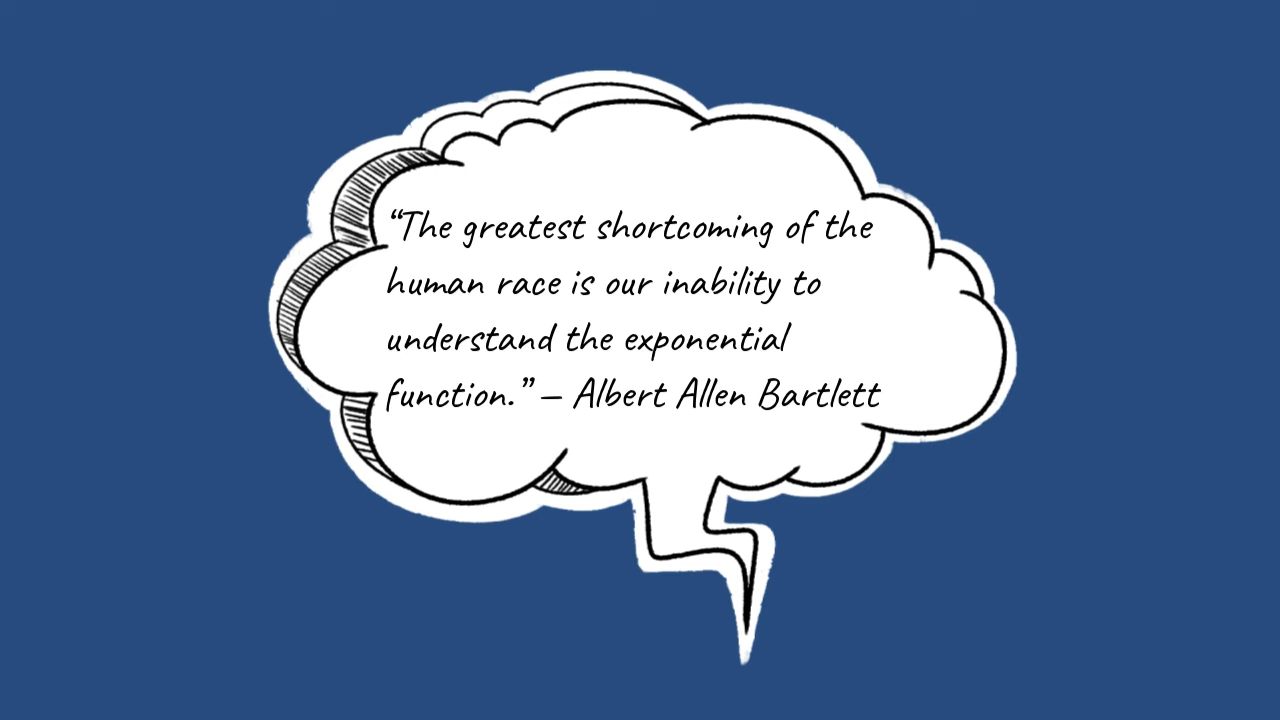 “The greatest shortcoming of the
human race is our inability to
understand the exponential
function.” – Albert Allen Bartlett